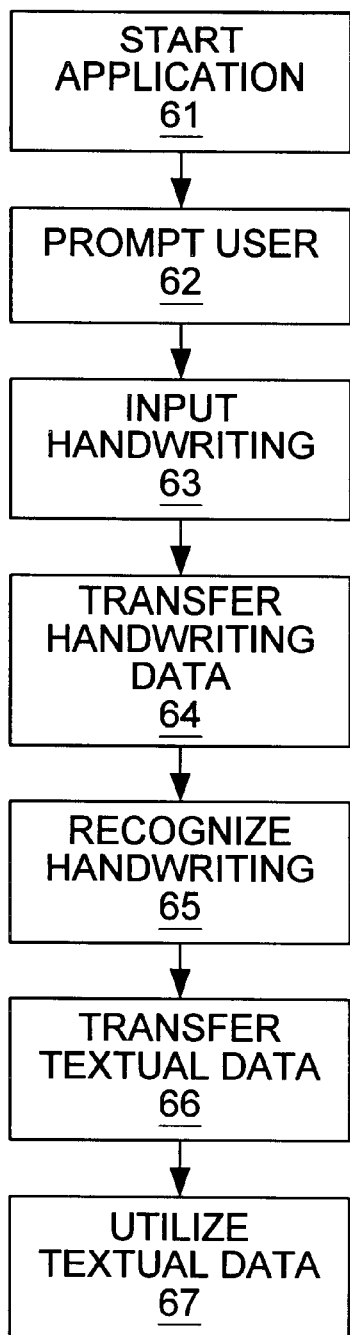 START
APPLICATION
61
PROMPT USER
62
INPUT
HANDWRITING
63
TRANSFER
HANDWRITING
DATA
64
RECOGNIZE
HANDWRITING
65
TRANSFER
TEXTUAL DATA
66
UTILIZE
TEXTUAL DATA
67